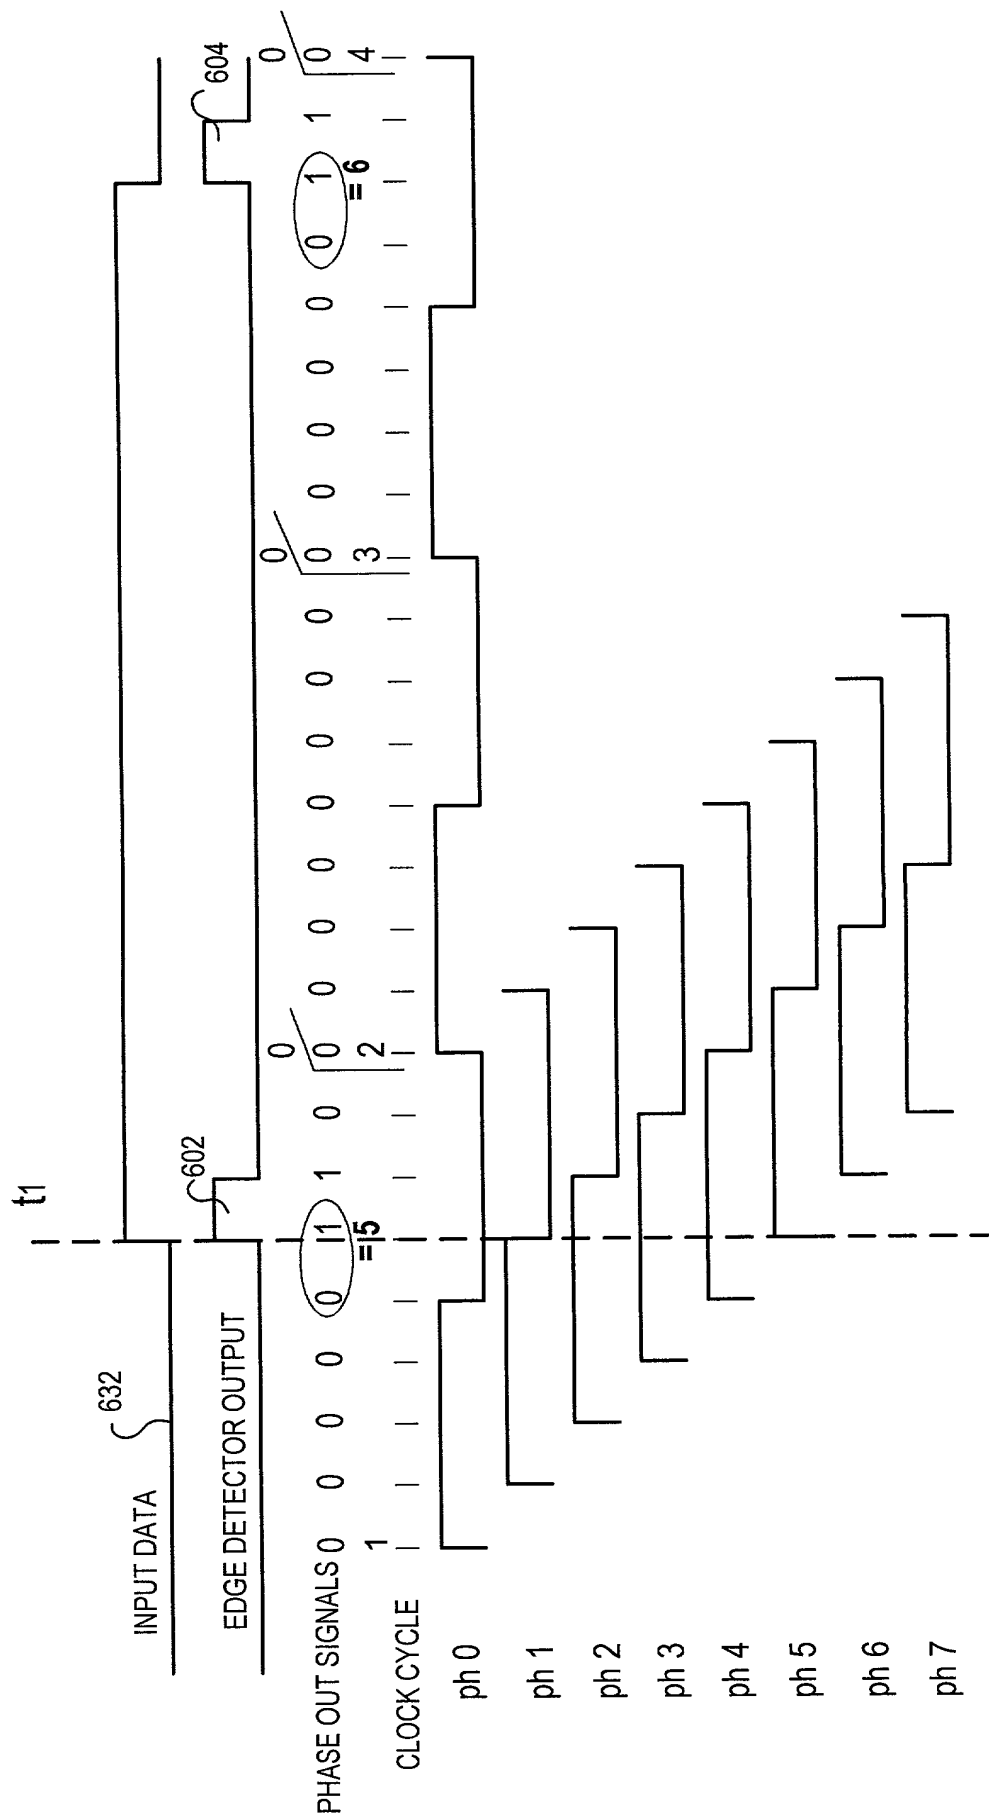 t1
632
INPUT DATA
602
604
EDGE DETECTOR OUTPUT
0 0 0
PHASE OUT SIGNALS 0 0 0 0 0 1 1 0 0 0 0 0 0 0 0 0 0 0 0 0 0 0 1 1 0
= 5 = 6
1 2 3 4
CLOCK CYCLE
ph 0
ph 1
ph 2
ph 3
ph 4
ph 5
ph 6
ph 7